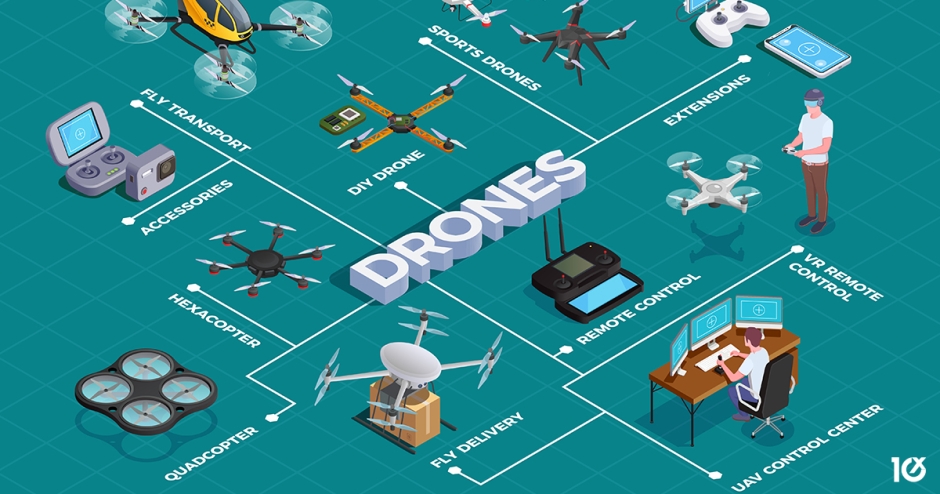 SPORTS DRONES
EXTENSIONS
FLY TRANSPORT
DIY DRONE
ACCESSORIES
DRONES
VR REMOTE
CONTROL
HEXACOPTER
REMOTE CONTROL
QUADCOPTER
FLY DELIVERY
UAV CONTROL CENTER
10X